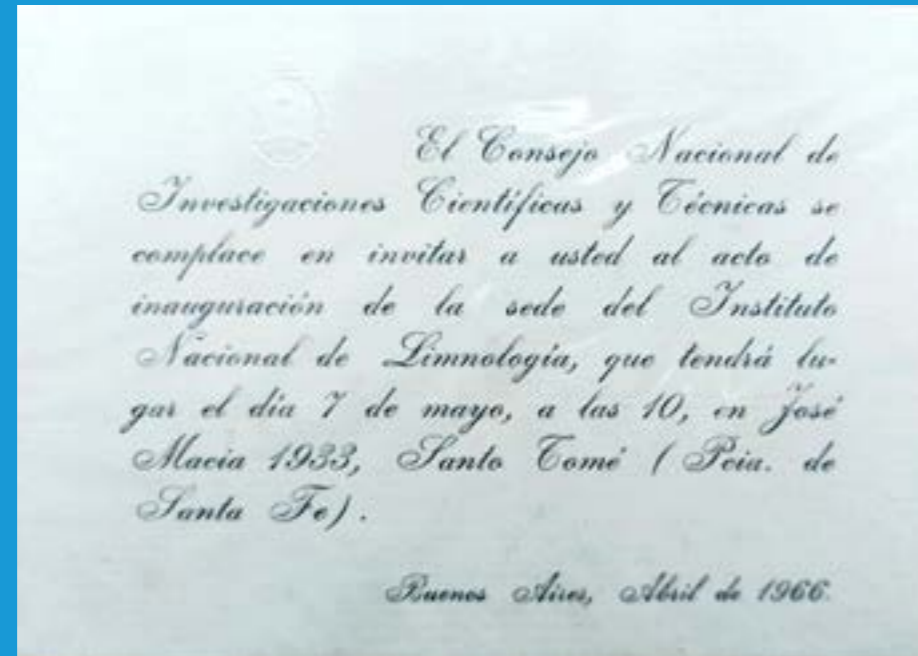 El Consejo Nacional de
Investigaciones Científicas y Técnicas se
complace en invitar a usted al acto de
inauguración de la sede del Instituto
Nacional de Limnología, que tendrá lu-
gar el día 7 de mayo, a las 10, en José
Macia 1933, Santo Tomé (Pcia. de
Santa Fe).
Buenos Aires, Abril de 1966.